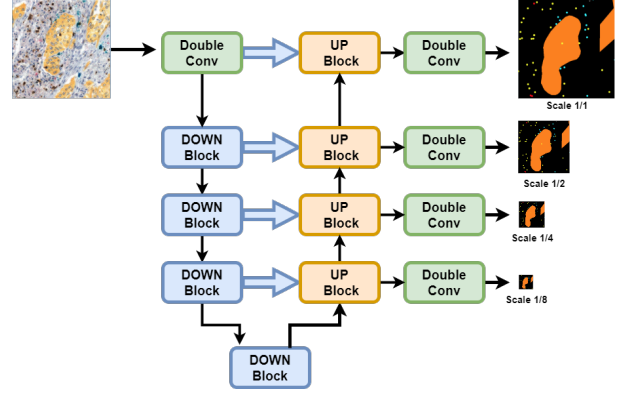 Double
Conv
UP
Block
Double
Conv
Scale 1/1
DOWN
Block
UP
Block
Double
Conv
Scale 1/2
DOWN
Block
UP
Block
Double
Conv
Scale 1/4
DOWN
Block
UP
Block
Double
Conv
Scale 1/8
DOWN
Block